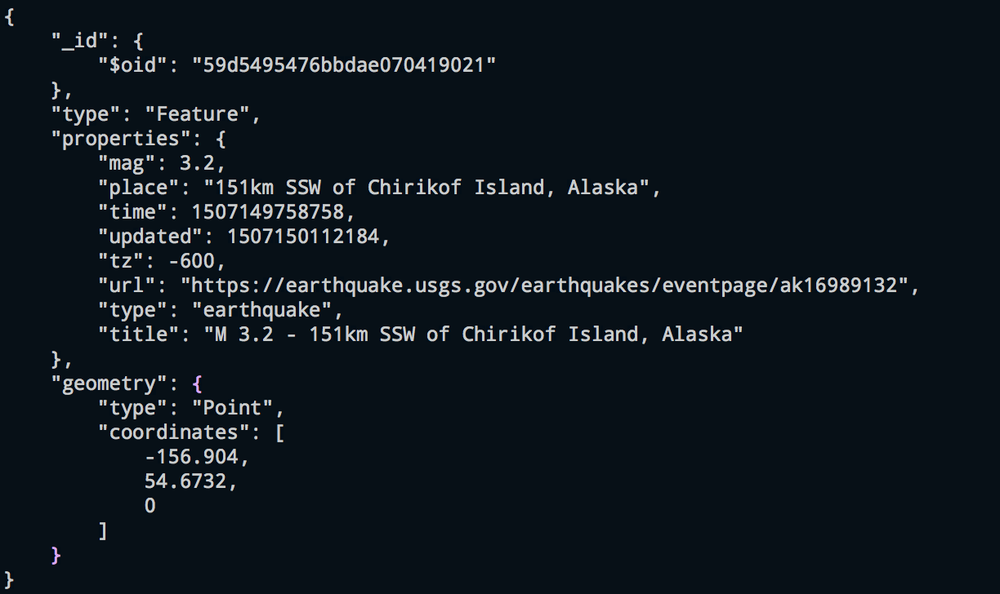 {
    "_id": {
        "$oid": "59d5495476bbdae070419021"
    },
    "type": "Feature",
    "properties": {
        "mag": 3.2,
        "place": "151km SSW of Chirikof Island, Alaska",
        "time": 1507149758758,
        "updated": 1507150112184,
        "tz": -600,
        "url": "https://earthquake.usgs.gov/earthquakes/eventpage/ak16989132",
        "type": "earthquake",
        "title": "M 3.2 - 151km SSW of Chirikof Island, Alaska"
    },
    "geometry": {
        "type": "Point",
        "coordinates": [
            -156.904,
            54.6732,
            0
        ]
    }
}